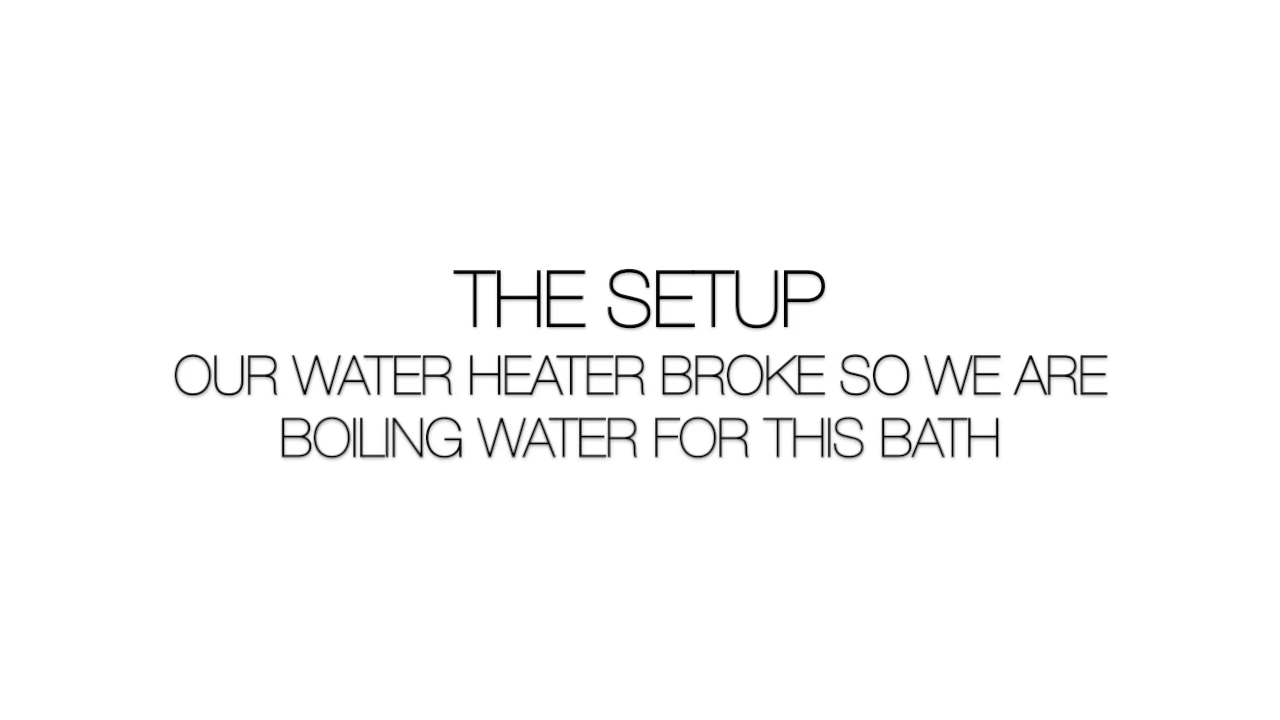 THE SETUP
OUR WATER HEATER BROKE SO WE ARE
BOILING WATER FOR THIS BATH